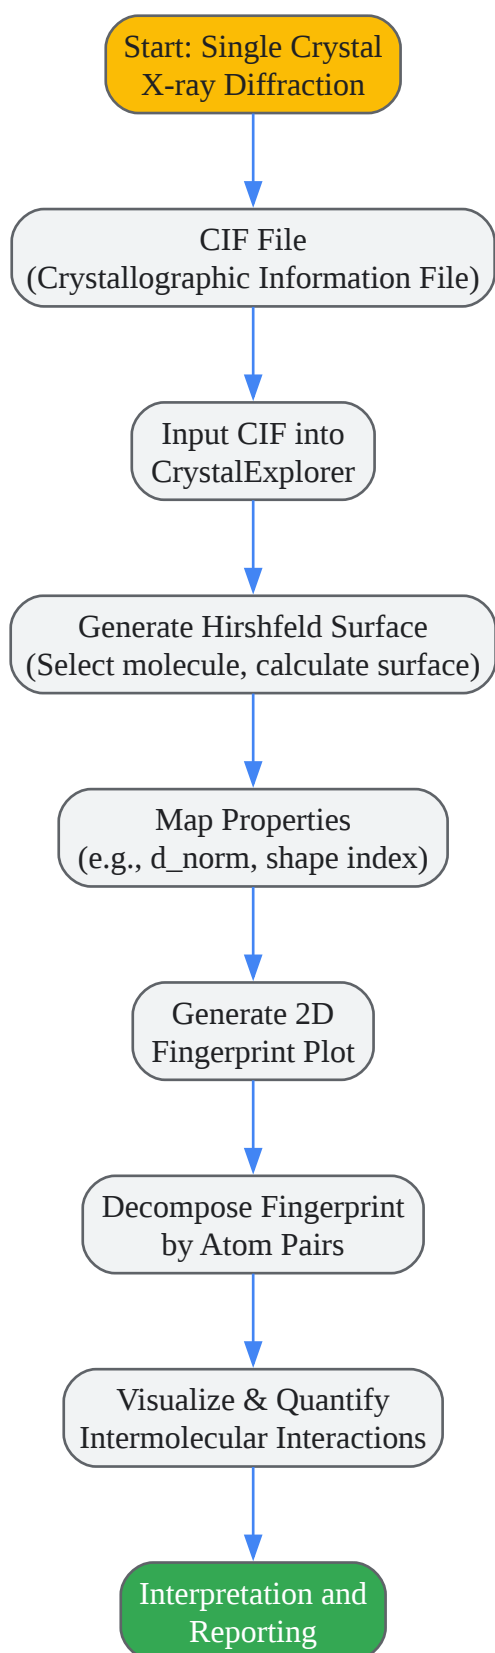 Start: Single Crystal
X-ray Diffraction
CIF File
(Crystallographic Information File)
Input CIF into
CrystalExplorer
Generate Hirshfeld Surface
(Select molecule, calculate surface)
Map Properties
(e.g., d_norm, shape index)
Generate 2D
Fingerprint Plot
Decompose Fingerprint
by Atom Pairs
Visualize & Quantify
Intermolecular Interactions
Interpretation and
Reporting